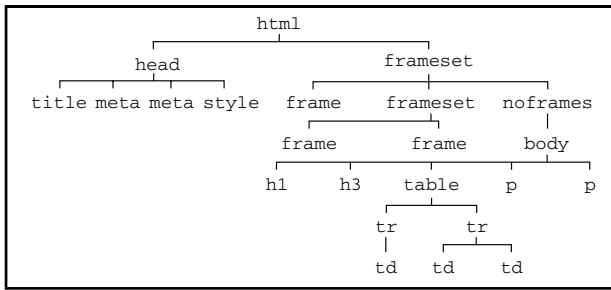 html
head frameset
title meta meta style frame frameset noframes
frame frame body
h1 h3 table p p
tr tr
td td td